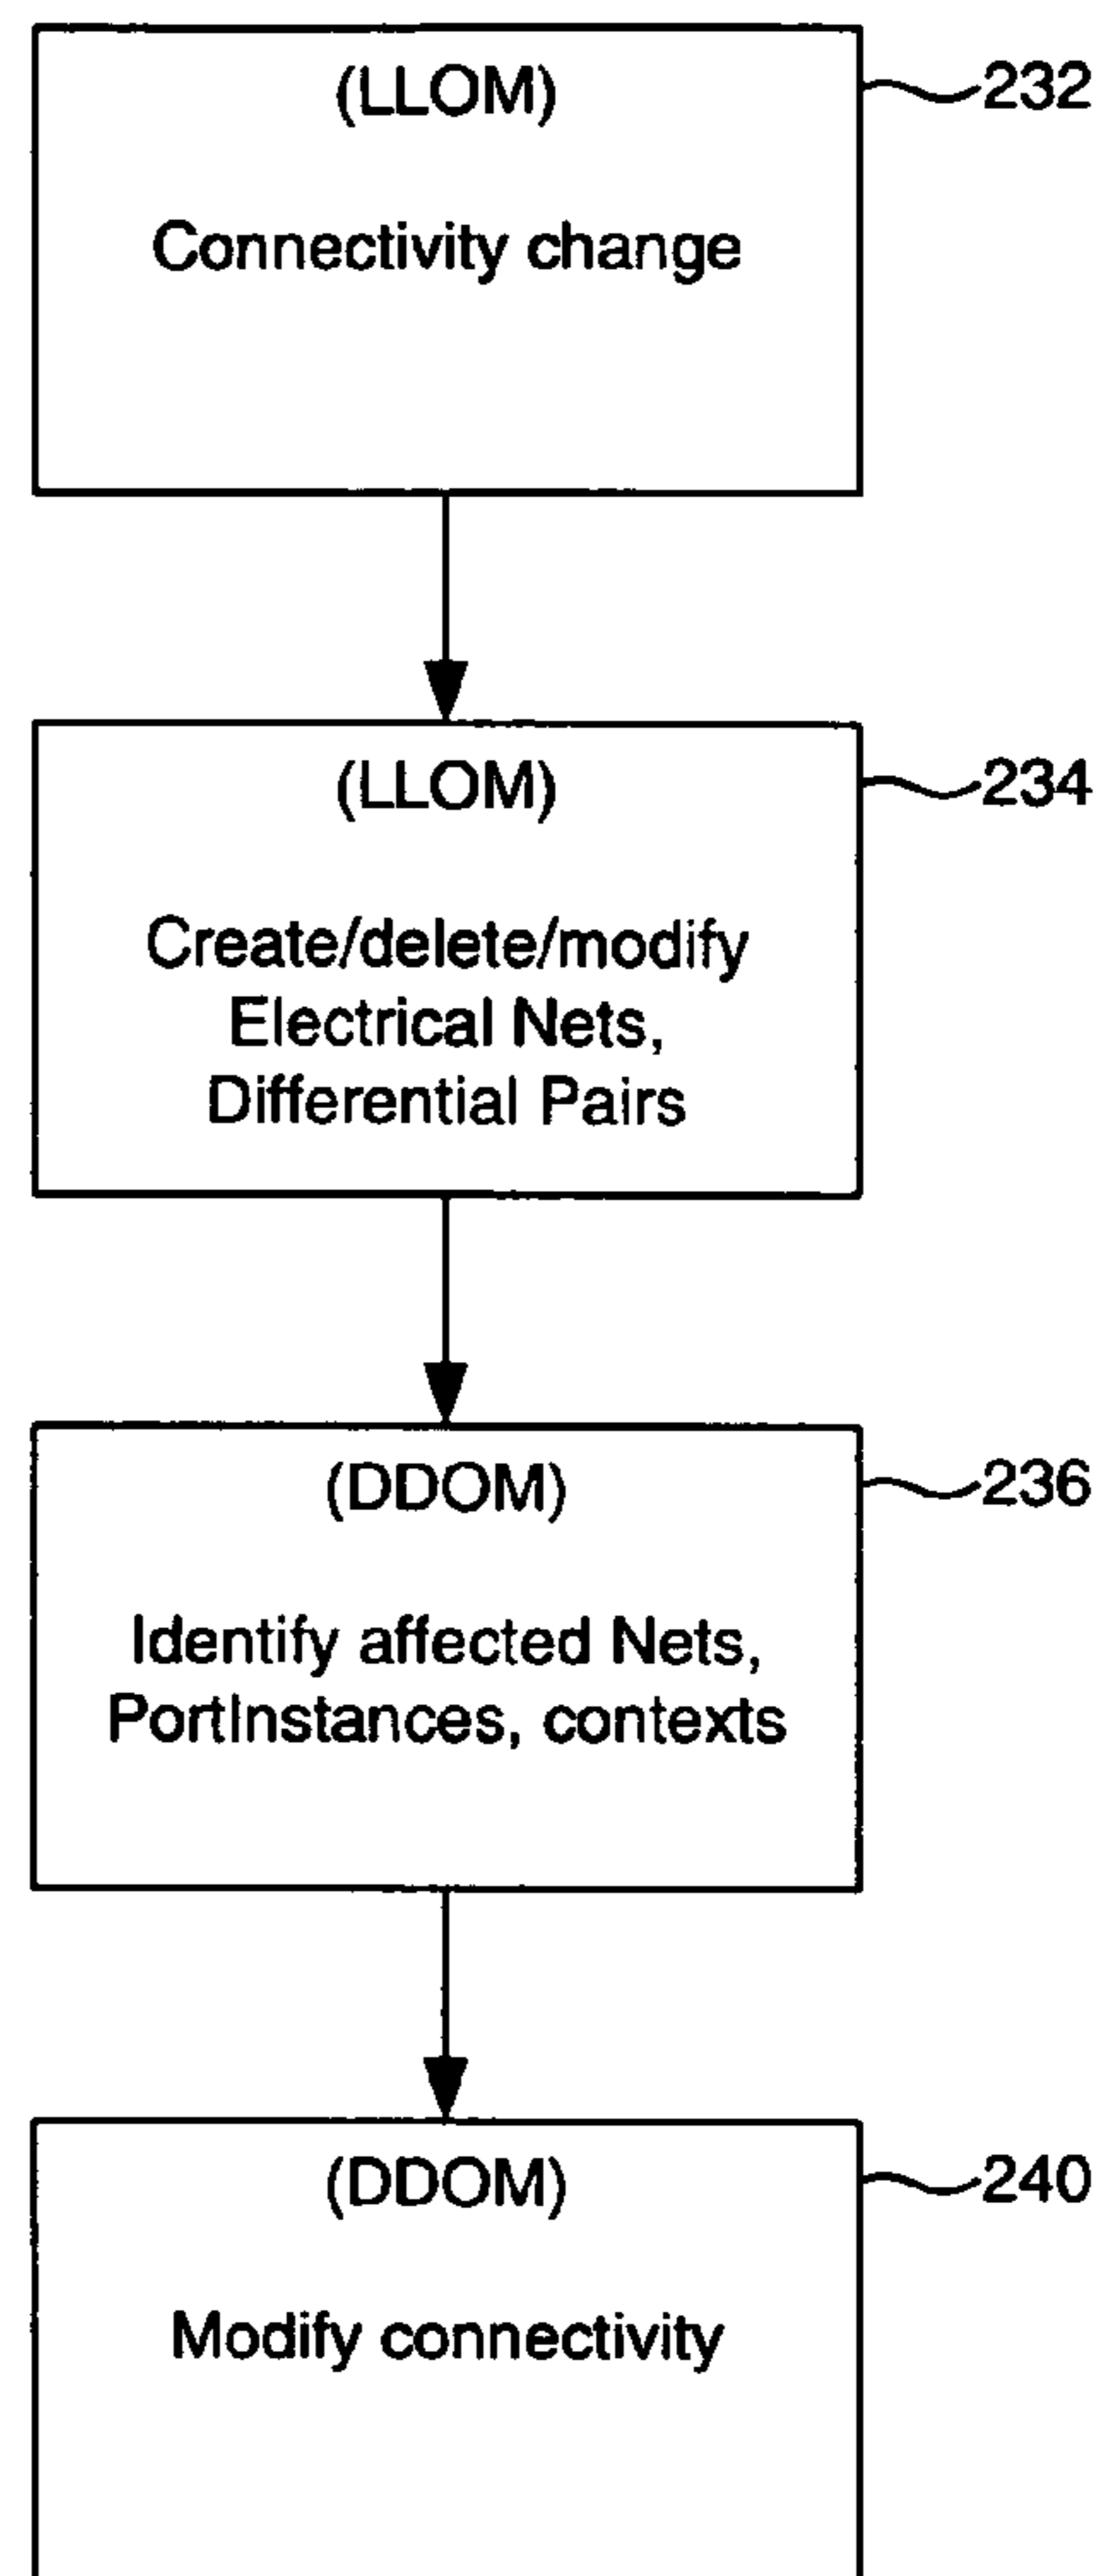 (LLOM)
232
Connectivity change
(LLOM)
234
Create/delete/modify
Electrical Nets,
Differential Pairs
(DDOM)
236
Identify affected Nets,
PortInstances, contexts
(DDOM)
240
Modify connectivity